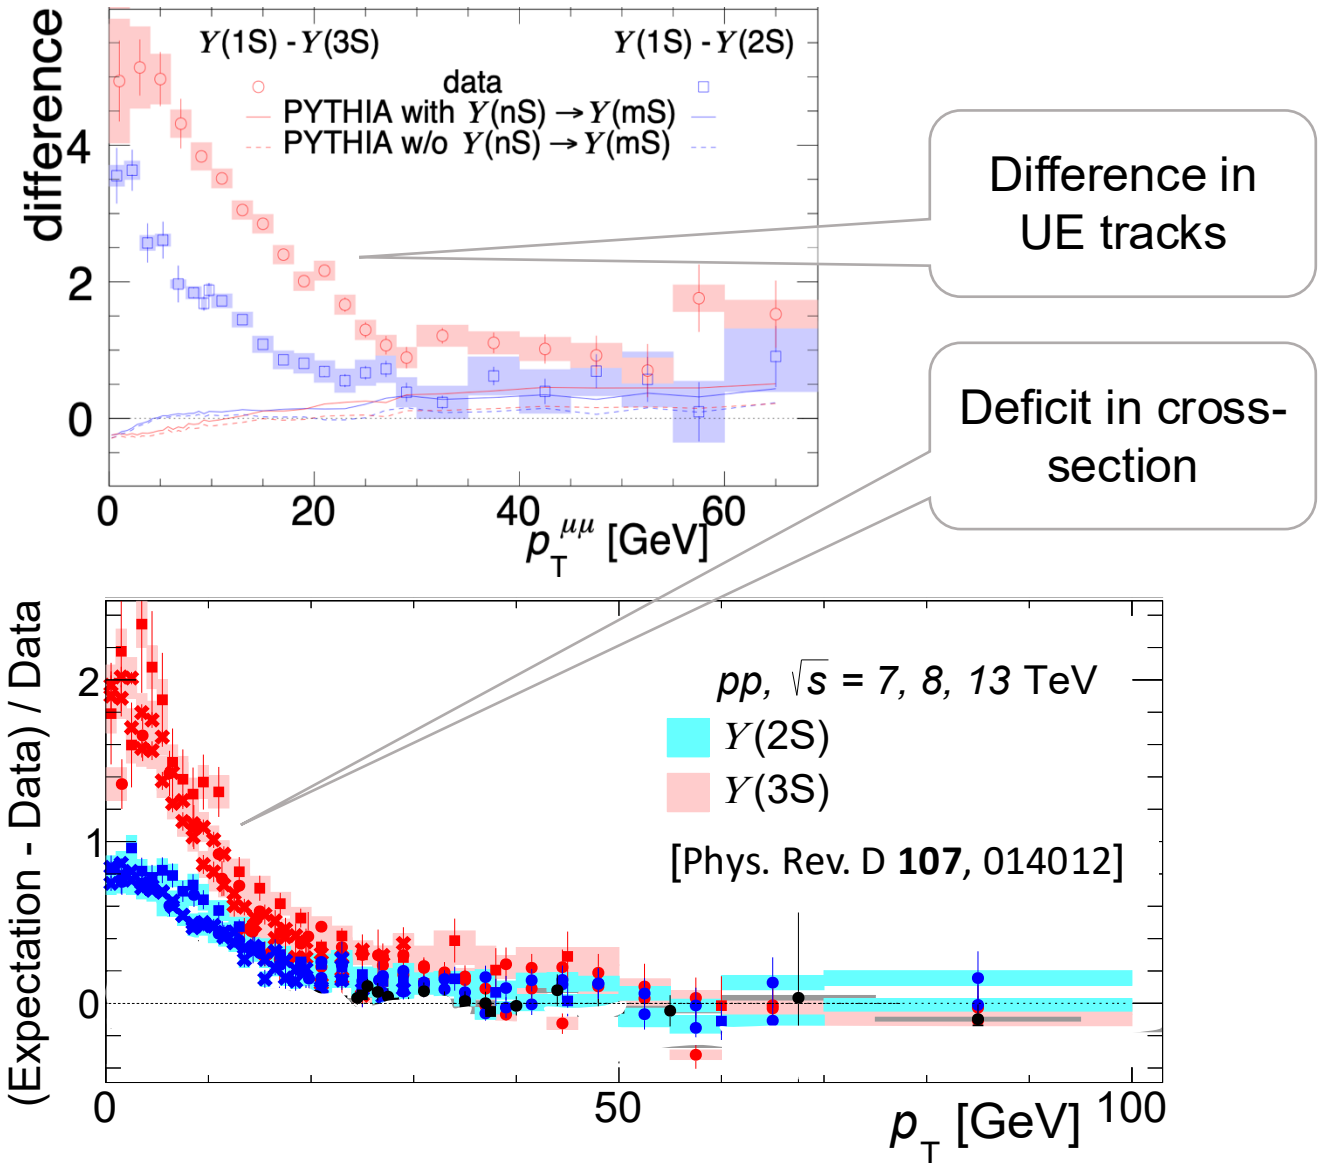 difference
Υ(1S) - Υ(3S)
Υ(1S) - Υ(2S)
data
PYTHIA with Υ(nS) → Υ(mS)
PYTHIA w/o Υ(nS) → Υ(mS)
4
2
0
0 20 40 60
p_T^μμ [GeV]
Difference in
UE tracks
Deficit in cross-
section
(Expectation - Data) / Data
pp, √s = 7, 8, 13 TeV
Υ(2S)
Υ(3S)
[Phys. Rev. D 107, 014012]
2
1
0
0 50 100
p_T [GeV]